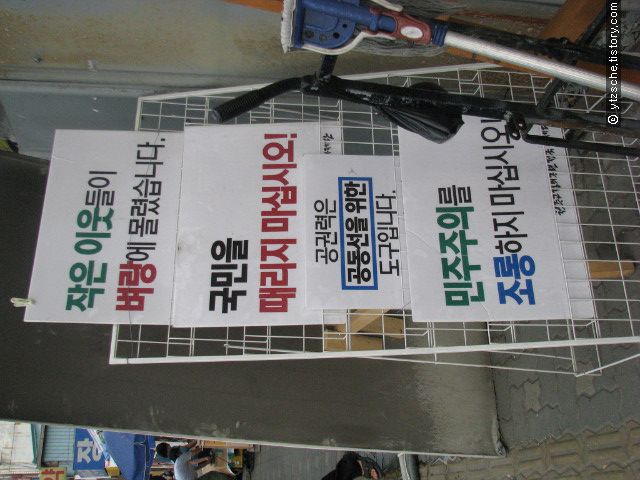 작은 이웃들이
벼랑에 몰렸습니다.
국민을
때리지 마십시오!
공권력은
공동선을 위한
도구입니다.
민주주의를
조롱하지 마십시오
ⓒ ytzsche.tistory.com